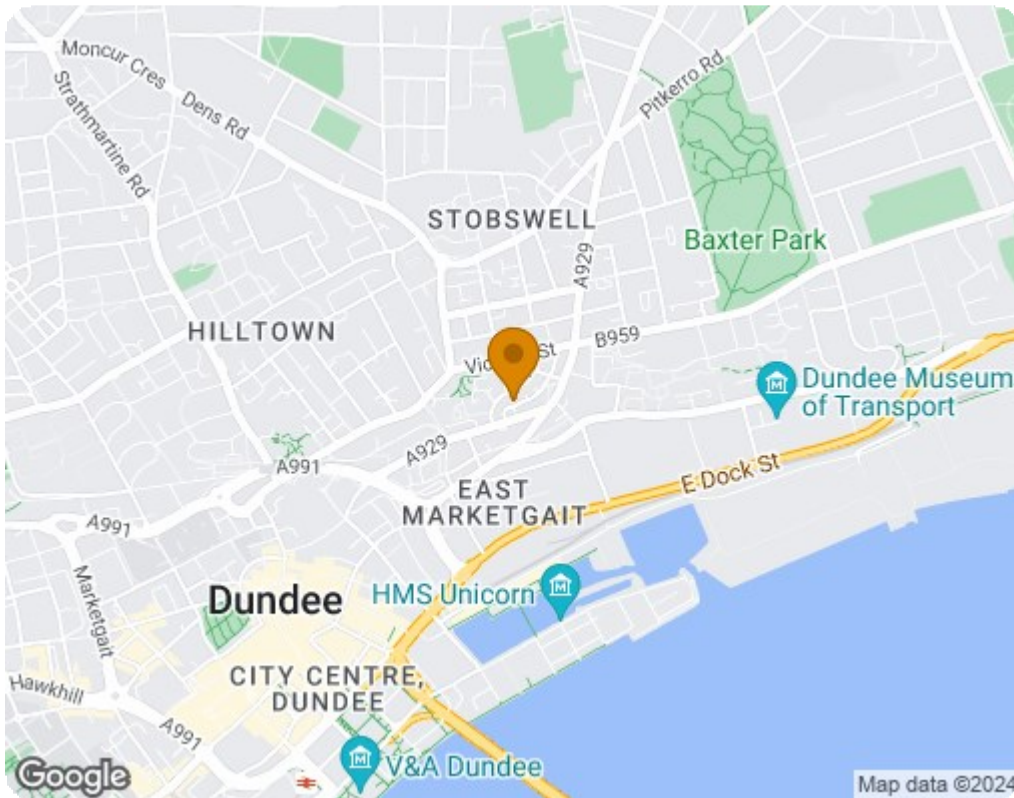 Moncur Cres
Dens Rd
Strathmartine Rd
Pitkerro Rd
STOBSWELL
A929
Baxter Park
HILLTOWN
B959
St
Dundee Museum
of Transport
A929
A991
E Dock St
EAST
MARKETGAIT
A991
Marketgait
Dundee
HMS Unicorn
CITY CENTRE,
DUNDEE
Hawkhill
A991
V&A Dundee
Google
Map data ©2024